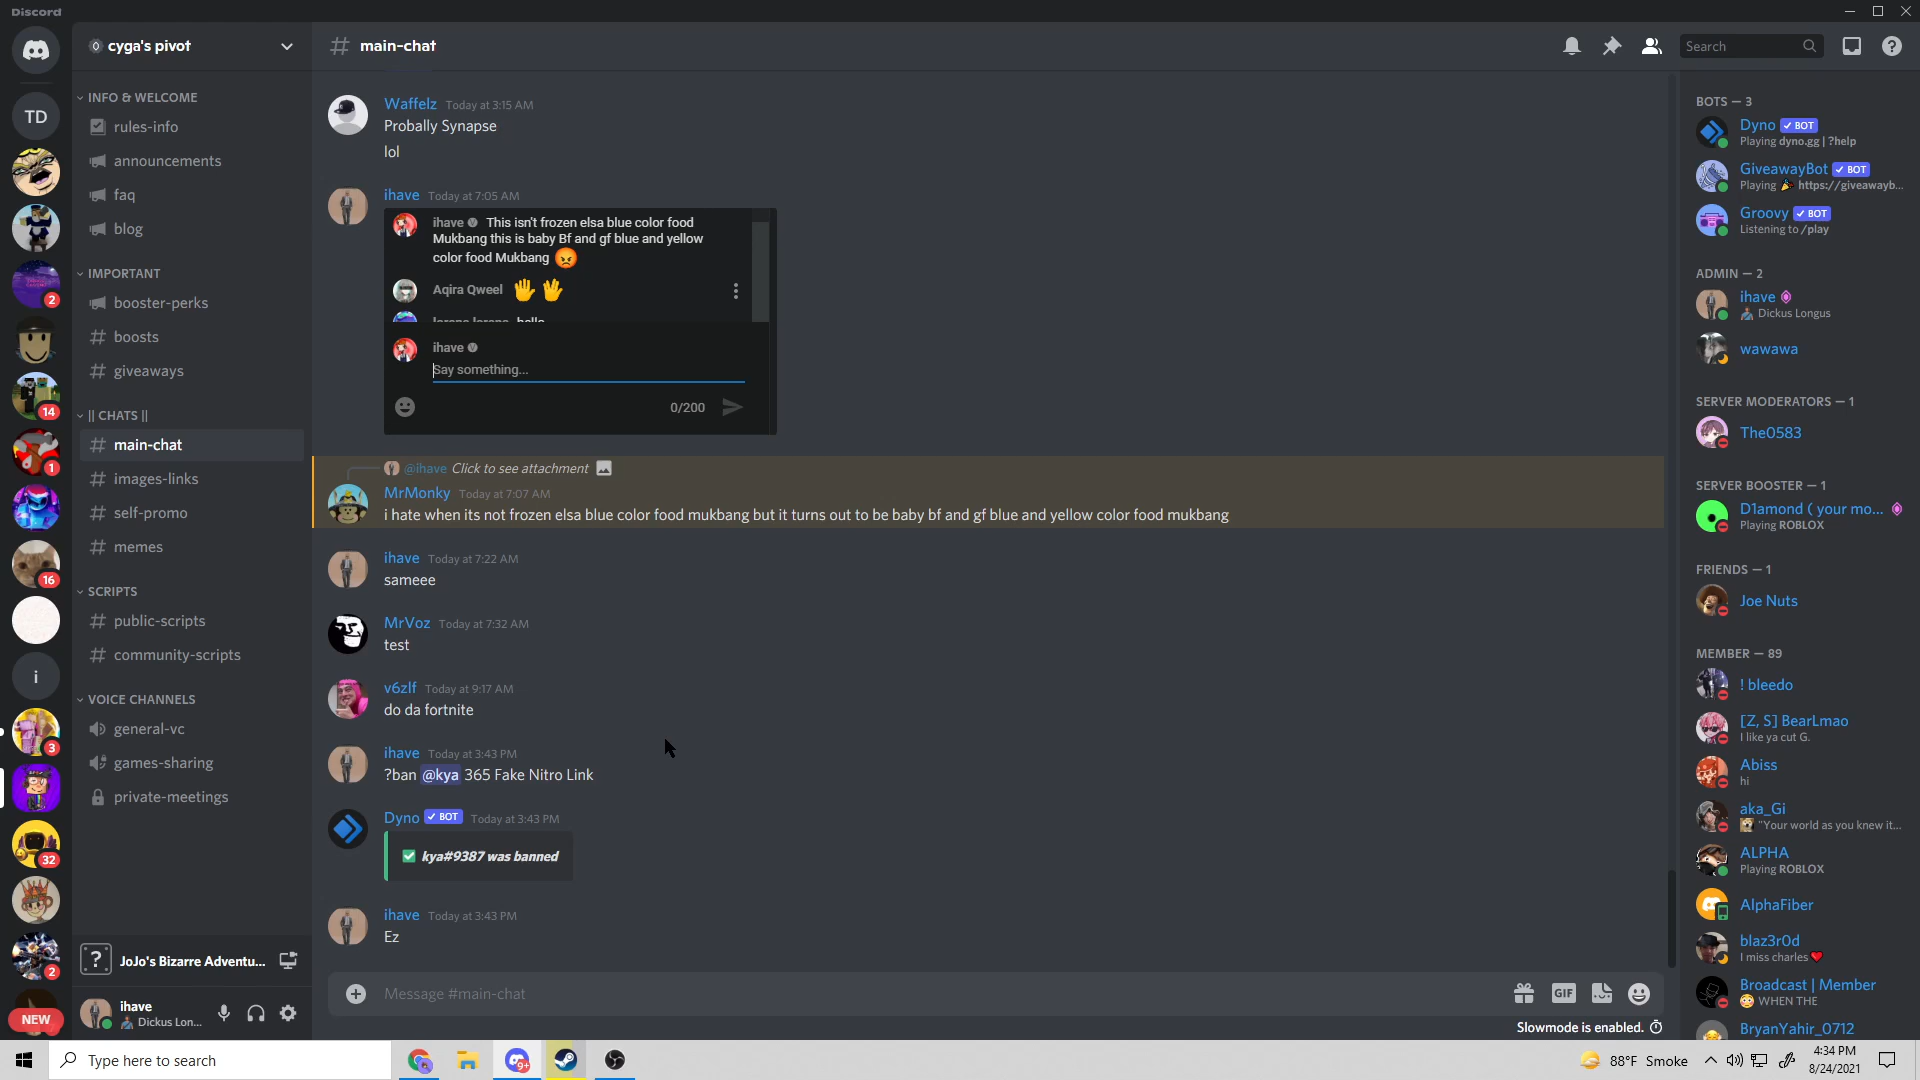 Discord
cyga's pivot
main-chat
Search
TD
2
14
1
16
i
3
32
2
NEW
INFO & WELCOME
rules-info
announcements
faq
blog
IMPORTANT
booster-perks
boosts
giveaways
|| CHATS ||
main-chat
images-links
self-promo
memes
SCRIPTS
public-scripts
community-scripts
VOICE CHANNELS
general-vc
games-sharing
private-meetings
JoJo's Bizarre Adventu...
ihave
Dickus Lon...
Waffelz Today at 3:15 AM
Probally Synapse
lol
ihave Today at 7:05 AM
ihave This isn't frozen elsa blue color food
Mukbang this is baby Bf and gf blue and yellow
color food Mukbang 😡
Aqira Qweel 🖐 🖖
ihave
Say something...
0/200
@ihave Click to see attachment
MrMonky Today at 7:07 AM
i hate when its not frozen elsa blue color food mukbang but it turns out to be baby bf and gf blue and yellow color food mukbang
ihave Today at 7:22 AM
sameee
MrVoz Today at 7:32 AM
test
v6zlf Today at 9:17 AM
do da fortnite
ihave Today at 3:43 PM
?ban @kya 365 Fake Nitro Link
Dyno ✓ BOT Today at 3:43 PM
✅ kya#9387 was banned
ihave Today at 3:43 PM
Ez
Message #main-chat
GIF
Slowmode is enabled.
BOTS — 3
Dyno ✓ BOT
Playing dyno.gg | ?help
GiveawayBot ✓ BOT
Playing 🎉 https://giveawayb...
Groovy ✓ BOT
Listening to /play
ADMIN — 2
ihave
Dickus Longus
wawawa
SERVER MODERATORS — 1
The0583
SERVER BOOSTER — 1
D1amond ( your mo...
Playing ROBLOX
FRIENDS — 1
Joe Nuts
MEMBER — 89
! bleedo
[Z, S] BearLmao
I like ya cut G.
Abiss
hi
aka_Gi
"Your world as you knew it...
ALPHA
Playing ROBLOX
AlphaFiber
blaz3r0d
I miss charles ❤
Broadcast | Member
😳 WHEN THE
BryanYahir_0712
Type here to search
9+
88°F Smoke
4:34 PM
8/24/2021